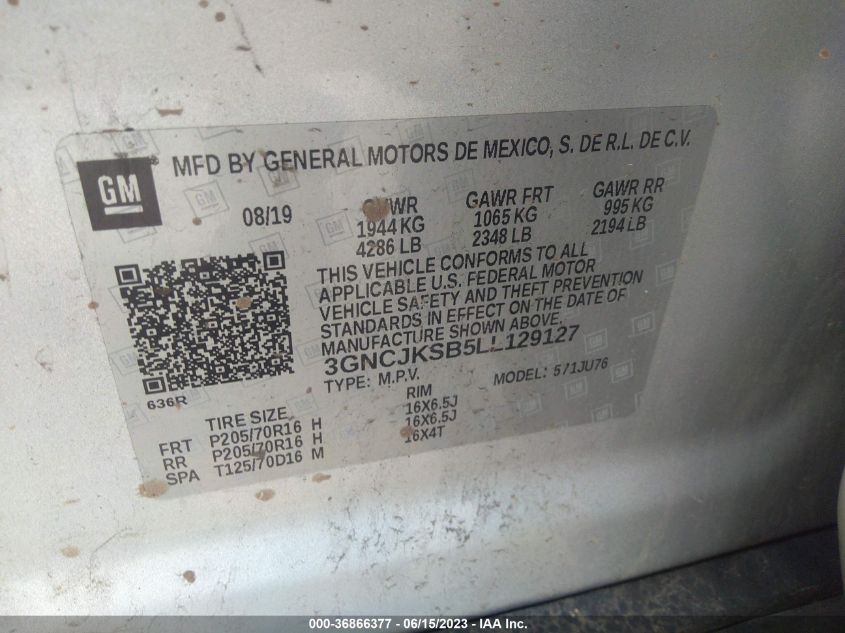 GM
MFD BY GENERAL MOTORS DE MEXICO, S. DE R.L. DE C.V.
08/19 GVWR GAWR FRT GAWR RR
1944 KG 1065 KG 995 KG
4286 LB 2348 LB 2194 LB
THIS VEHICLE CONFORMS TO ALL
APPLICABLE U.S. FEDERAL MOTOR
VEHICLE SAFETY AND THEFT PREVENTION
STANDARDS IN EFFECT ON THE DATE OF
MANUFACTURE SHOWN ABOVE.
3GNCJKSB5LL129127
TYPE: M.P.V. MODEL: 5/1JU76
636R
TIRE SIZE RIM
FRT P205/70R16 H 16X6.5J
RR P205/70R16 H 16X6.5J
SPA T125/70D16 M 16X4T
000-36866377 - 06/15/2023 - IAA Inc.